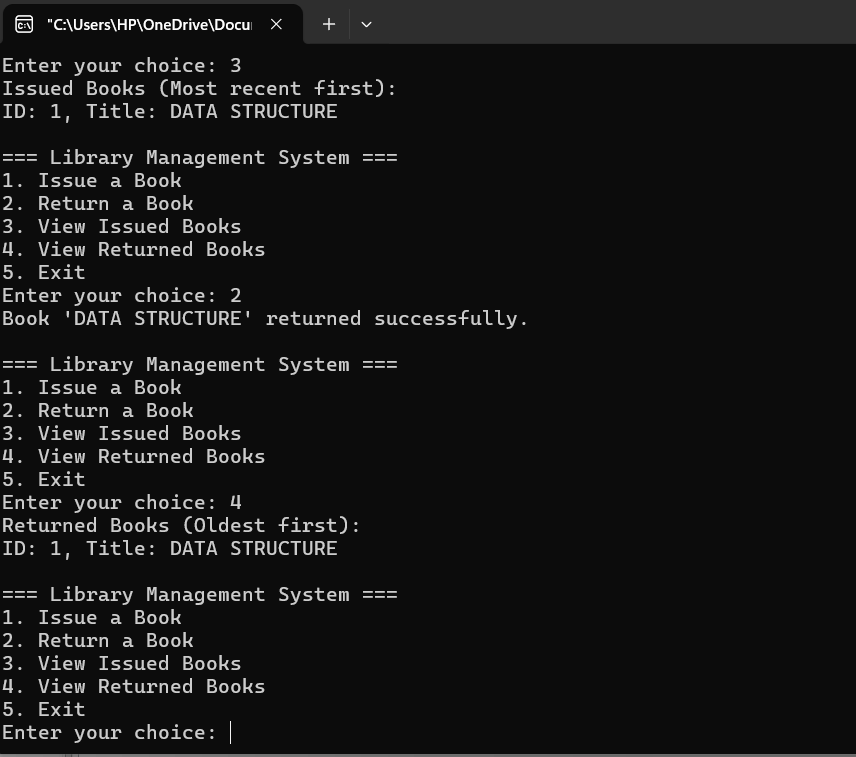 "C:\Users\HP\OneDrive\Docu
Enter your choice: 3
Issued Books (Most recent first):
ID: 1, Title: DATA STRUCTURE
=== Library Management System ===
1. Issue a Book
2. Return a Book
3. View Issued Books
4. View Returned Books
5. Exit
Enter your choice: 2
Book 'DATA STRUCTURE' returned successfully.
=== Library Management System ===
1. Issue a Book
2. Return a Book
3. View Issued Books
4. View Returned Books
5. Exit
Enter your choice: 4
Returned Books (Oldest first):
ID: 1, Title: DATA STRUCTURE
=== Library Management System ===
1. Issue a Book
2. Return a Book
3. View Issued Books
4. View Returned Books
5. Exit
Enter your choice: